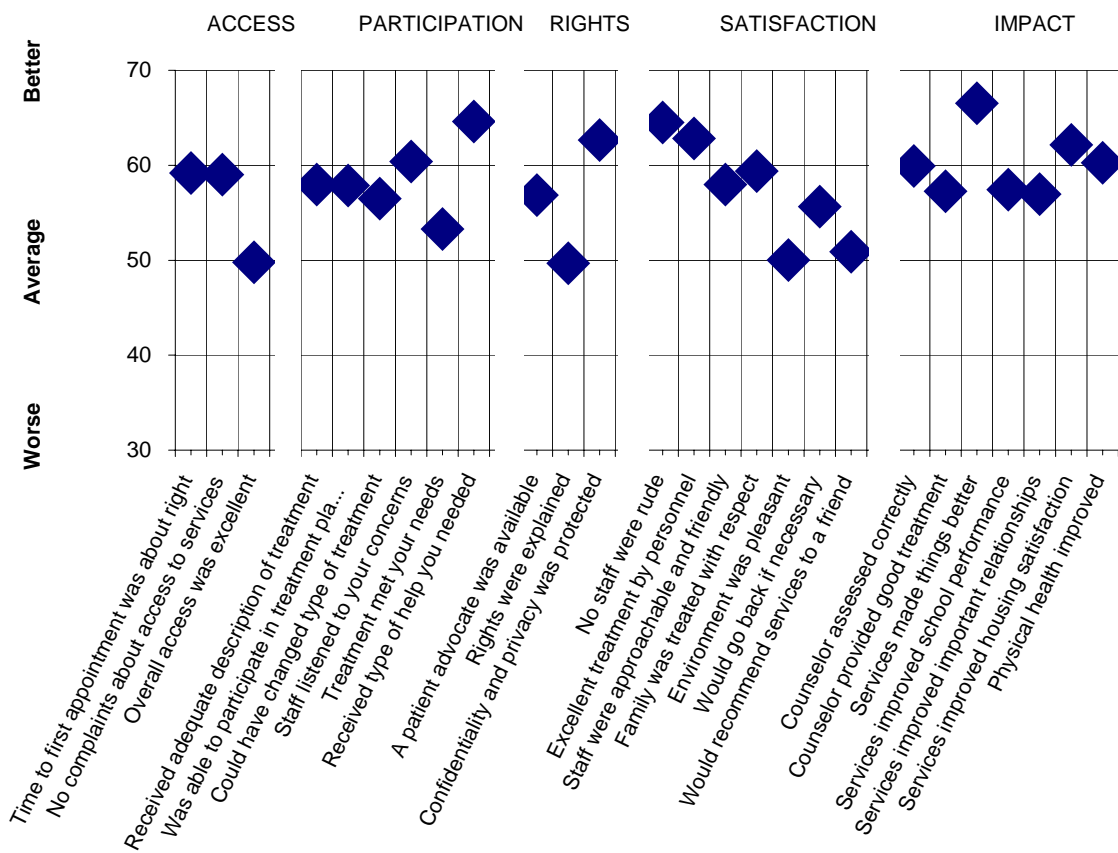 ACCESS PARTICIPATION RIGHTS SATISFACTION IMPACT
Better
Average
Worse
70
60
50
40
30
Time to first appointment was about right
No complaints about access to services
Overall access was excellent
Received adequate description of treatment
Was able to participate in treatment pla...
Could have changed type of treatment
Staff listened to your concerns
Treatment met your needs
Received type of help you needed
A patient advocate was available
Rights were explained
Confidentiality and privacy was protected
No staff were rude
Excellent treatment by personnel
Staff were approachable and friendly
Family was treated with respect
Environment was pleasant
Would go back if necessary
Would recommend services to a friend
Counselor assessed correctly
Counselor provided good treatment
Services made things better
Services improved school performance
Services improved important relationships
Services improved housing satisfaction
Physical health improved